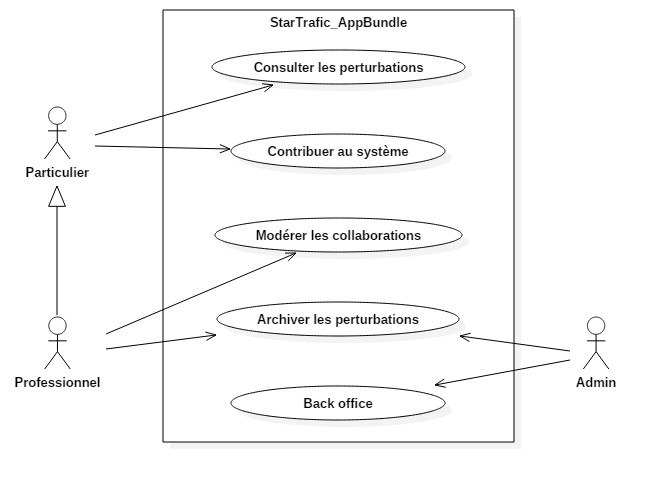 StarTrafic_AppBundle
Consulter les perturbations
Contribuer au système
Particulier
Modérer les collaborations
Archiver les perturbations
Professionnel
Admin
Back office